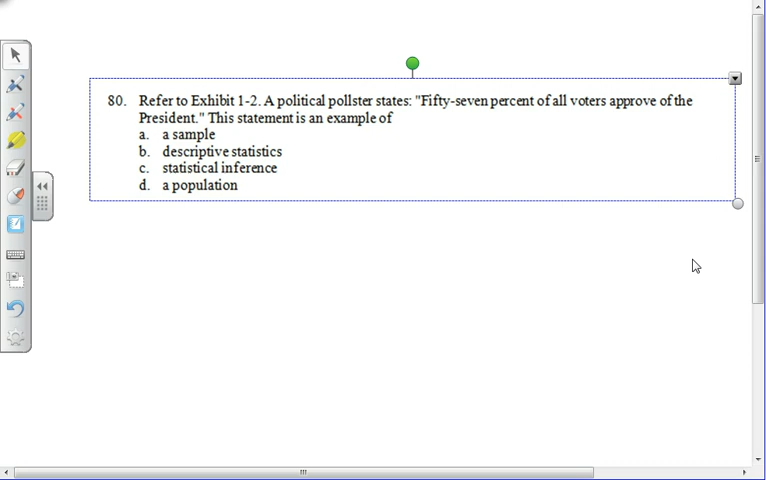 80. Refer to Exhibit 1-2. A political pollster states: "Fifty-seven percent of all voters approve of the
President." This statement is an example of
a. a sample
b. descriptive statistics
c. statistical inference
d. a population